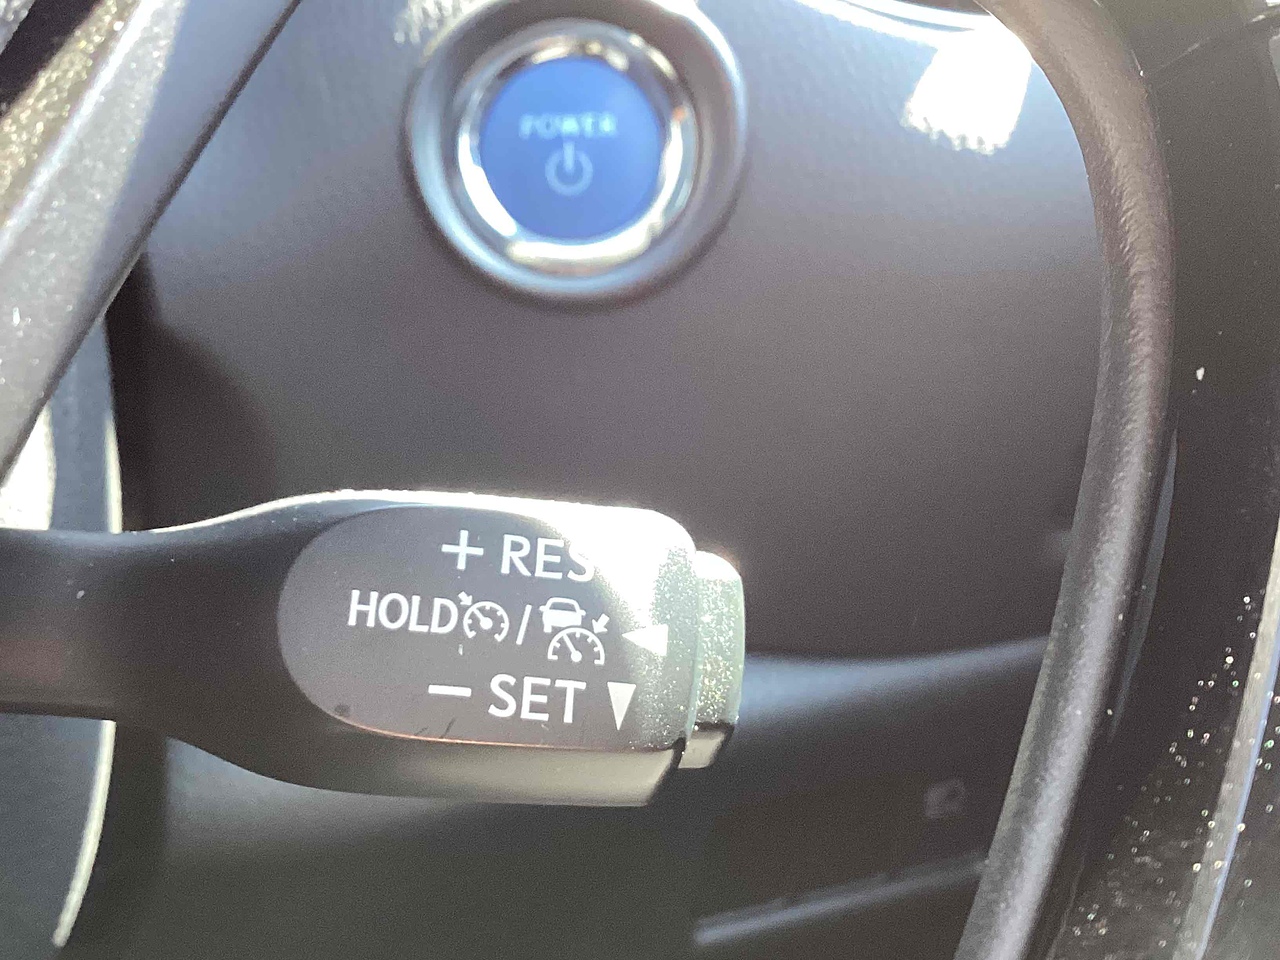 POWER
+ RES
HOLD /
− SET